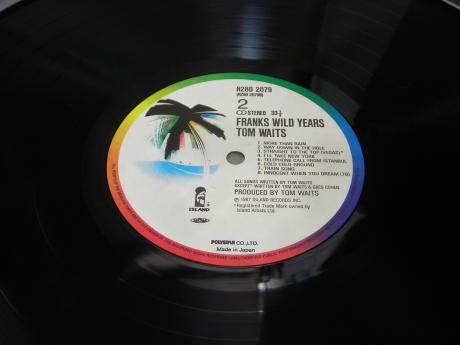 R28D 2079
(R28D 2079B)
2
STEREO 33⅓
FRANKS WILD YEARS
TOM WAITS
1. MORE THAN RAIN
2. WAY DOWN IN THE HOLE
3. STRAIGHT TO THE TOP (VEGAS)*
4. I'LL TAKE NEW YORK
5. TELEPHONE CALL FROM ISTANBUL
6. COLD COLD GROUND
7. TRAIN SONG
8. INNOCENT WHEN YOU DREAM (78)
ALL SONGS WRITTEN BY TOM WAITS
EXCEPT* WRITTEN BY TOM WAITS & GREG COHEN.
PRODUCED BY TOM WAITS
℗ 1987 ISLAND RECORDS INC.
Registered Trade Mark owned by
Island Artists Ltd.
ISLAND
POLYSTAR CO.,LTD.
Made in Japan